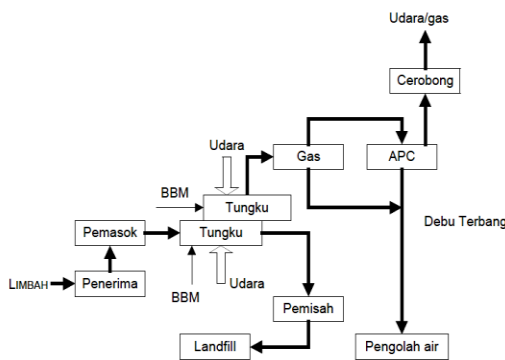 Udara/gas
Cerobong
Udara
Gas
APC
BBM
Tungku
Debu Terbang
Pemasok
Tungku
LIMBAH
Penerima
BBM
Udara
Pemisah
Landfill
Pengolah air